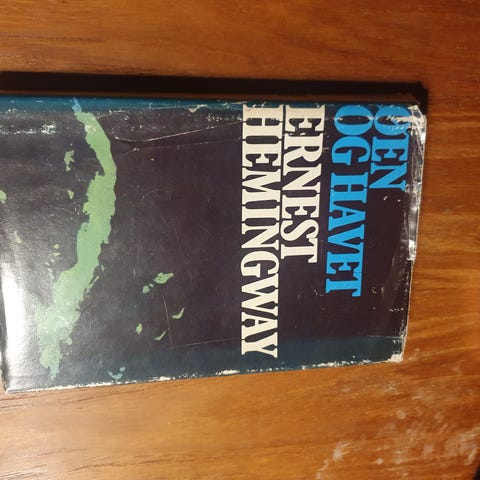 ØEN
OG HAVET
ERNEST
HEMINGWAY